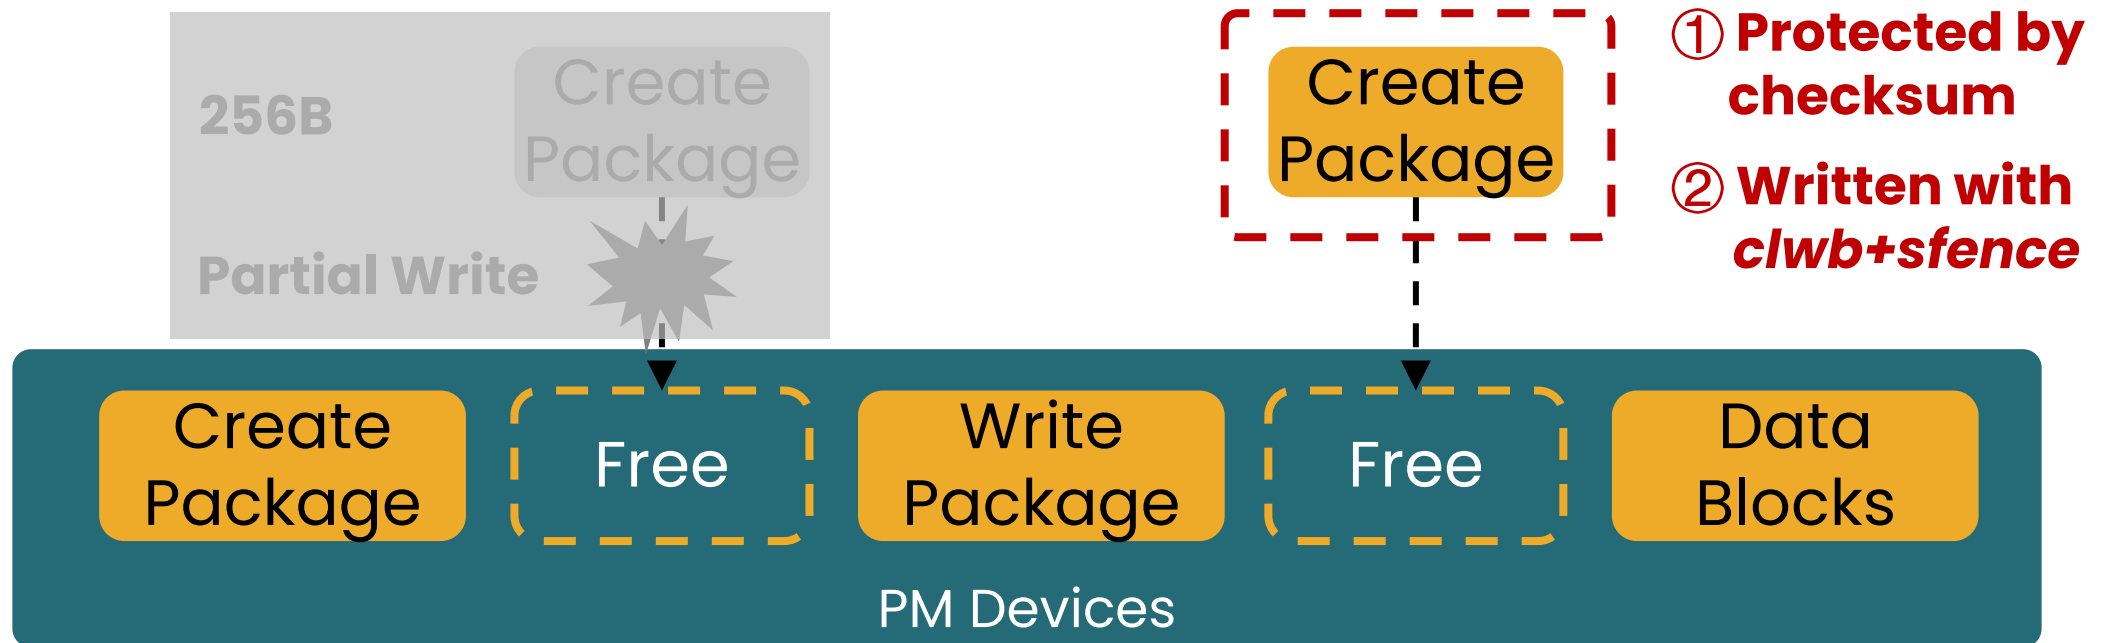 256B
Create
Package
Partial Write
Create
Package
① Protected by
checksum
② Written with
clwb+sfence
Create
Package
Free
Write
Package
Free
Data
Blocks
PM Devices